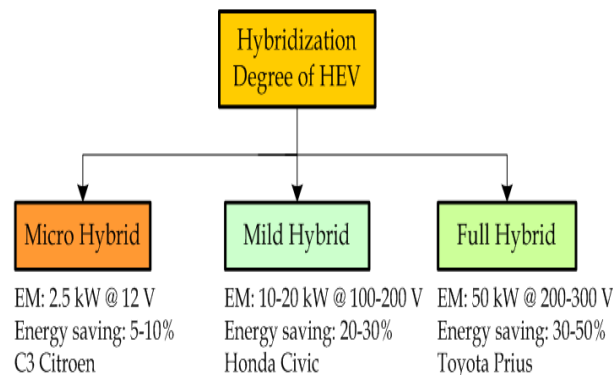 Hybridization
Degree of HEV
Micro Hybrid
EM: 2.5 kW @ 12 V
Energy saving: 5-10%
C3 Citroen
Mild Hybrid
EM: 10-20 kW @ 100-200 V
Energy saving: 20-30%
Honda Civic
Full Hybrid
EM: 50 kW @ 200-300 V
Energy saving: 30-50%
Toyota Prius